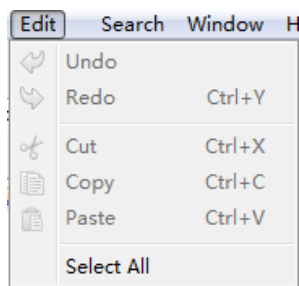 Edit Search Window H
Undo
Redo Ctrl+Y
Cut Ctrl+X
Copy Ctrl+C
Paste Ctrl+V
Select All